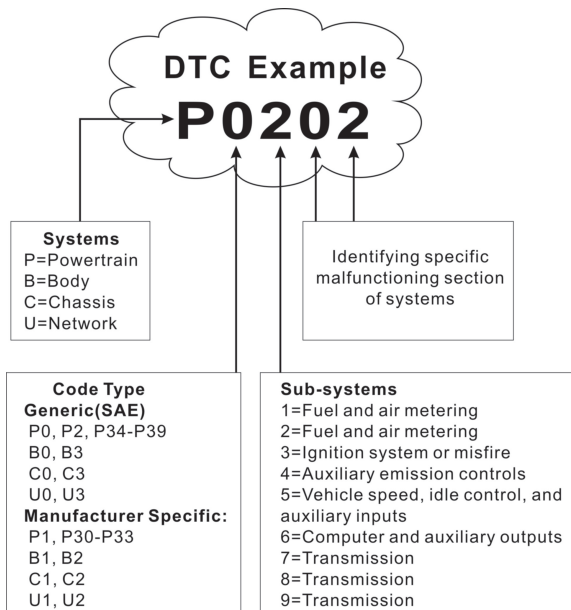 DTC Example
P0202
Systems
P=Powertrain
B=Body
C=Chassis
U=Network
Identifying specific
malfunctioning section
of systems
Code Type
Generic(SAE)
P0, P2, P34-P39
B0, B3
C0, C3
U0, U3
Manufacturer Specific:
P1, P30-P33
B1, B2
C1, C2
U1, U2
Sub-systems
1=Fuel and air metering
2=Fuel and air metering
3=Ignition system or misfire
4=Auxiliary emission controls
5=Vehicle speed, idle control, and
auxiliary inputs
6=Computer and auxiliary outputs
7=Transmission
8=Transmission
9=Transmission